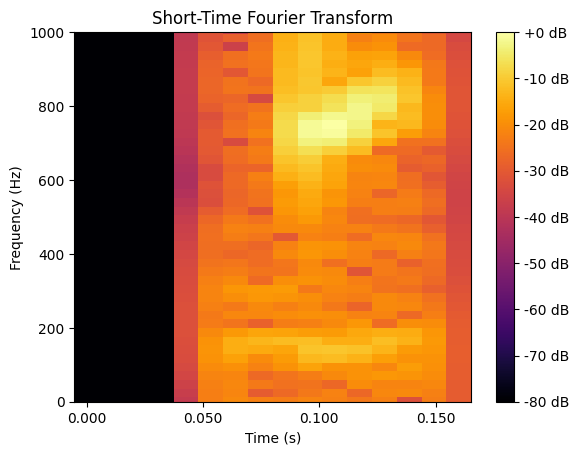 Short-Time Fourier Transform
1000
800
600
400
200
0
Frequency (Hz)
0.000
0.050
0.100
0.150
Time (s)
+0 dB
-10 dB
-20 dB
-30 dB
-40 dB
-50 dB
-60 dB
-70 dB
-80 dB